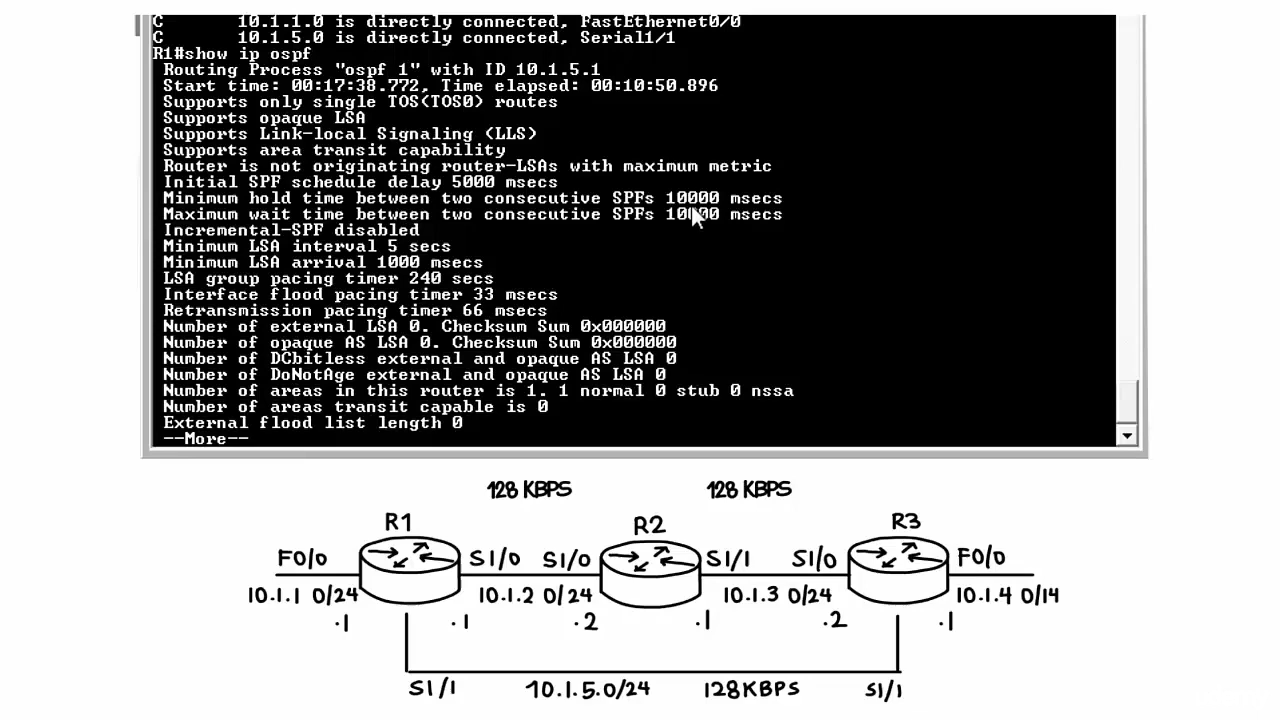 C       10.1.1.0 is directly connected, FastEthernet0/0
C       10.1.5.0 is directly connected, Serial1/1
R1#show ip ospf
Routing Process "ospf 1" with ID 10.1.5.1
Start time: 00:17:38.772, Time elapsed: 00:10:50.896
Supports only single TOS(TOS0) routes
Supports opaque LSA
Supports Link-local Signaling (LLS)
Supports area transit capability
Router is not originating router-LSAs with maximum metric
Initial SPF schedule delay 5000 msecs
Minimum hold time between two consecutive SPFs 10000 msecs
Maximum wait time between two consecutive SPFs 10000 msecs
Incremental-SPF disabled
Minimum LSA interval 5 secs
Minimum LSA arrival 1000 msecs
LSA group pacing timer 240 secs
Interface flood pacing timer 33 msecs
Retransmission pacing timer 66 msecs
Number of external LSA 0. Checksum Sum 0x000000
Number of opaque AS LSA 0. Checksum Sum 0x000000
Number of DCbitless external and opaque AS LSA 0
Number of DoNotAge external and opaque AS LSA 0
Number of areas in this router is 1. 1 normal 0 stub 0 nssa
Number of areas transit capable is 0
External flood list length 0
--More--
128 KBPS 128 KBPS
R1 R2 R3
F0/0 S1/0 S1/0 S1/1 S1/0 F0/0
10.1.1 0/24 10.1.2 0/24 10.1.3 0/24 10.1.4 0/14
.1 .1 .2 .1 .2 .1
S1/1 10.1.5.0/24 128KBPS S1/1